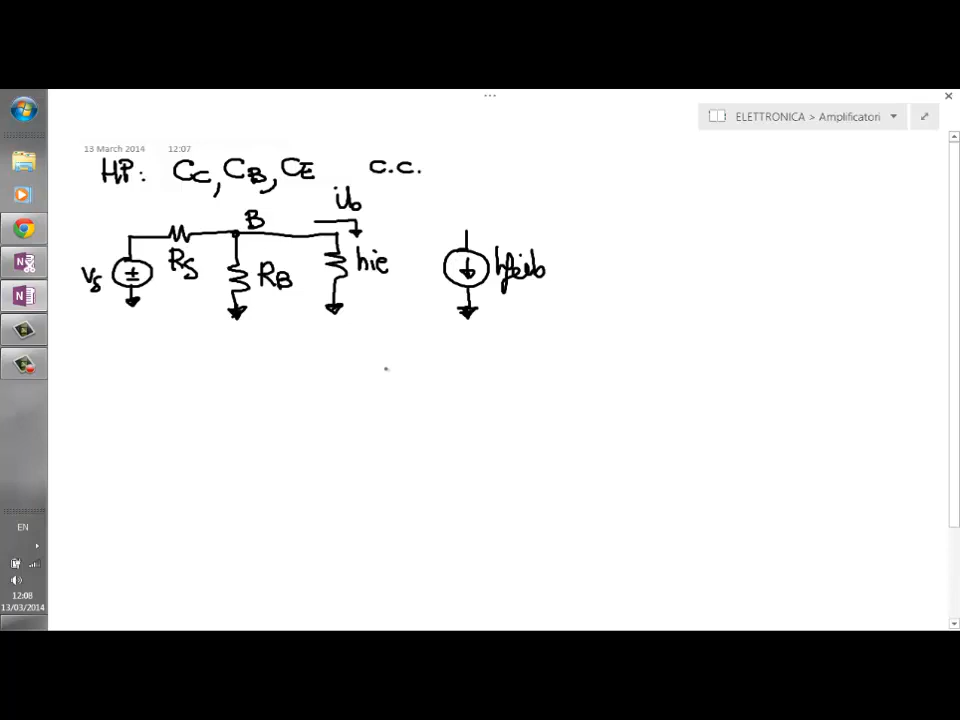 ELETTRONICA > Amplificatori
13 March 2014 12:07
HP: CC, CB, CE c.c.
ib
B
vs RS RB hie hfeib
EN
12:08
13/03/2014